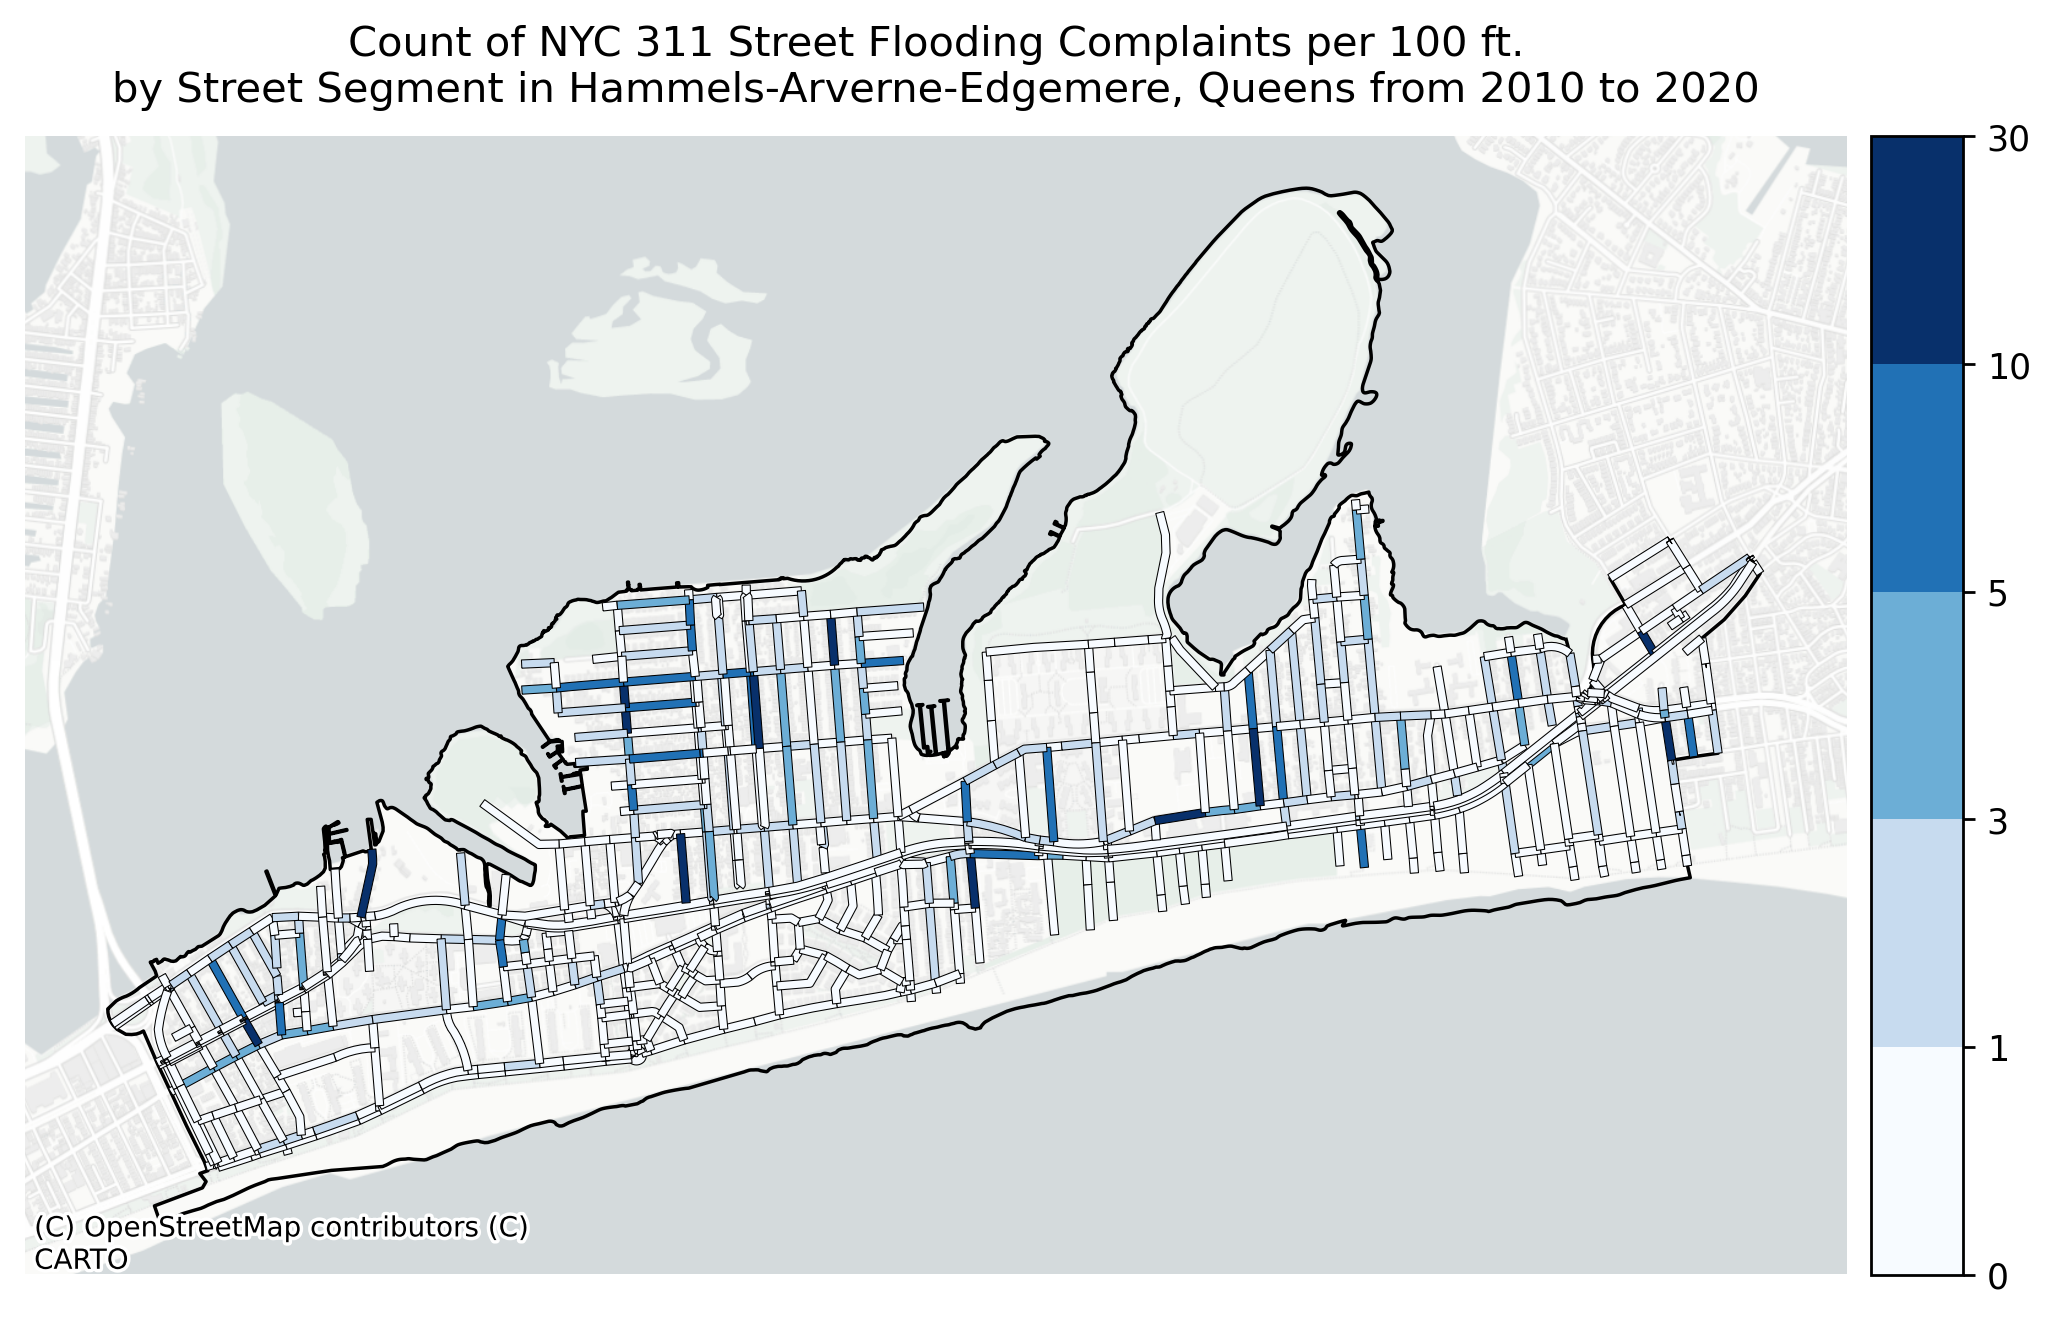 Count of NYC 311 Street Flooding Complaints per 100 ft.
by Street Segment in Hammels-Arverne-Edgemere, Queens from 2010 to 2020
30
10
5
3
1
0
(C) OpenStreetMap contributors (C)
CARTO